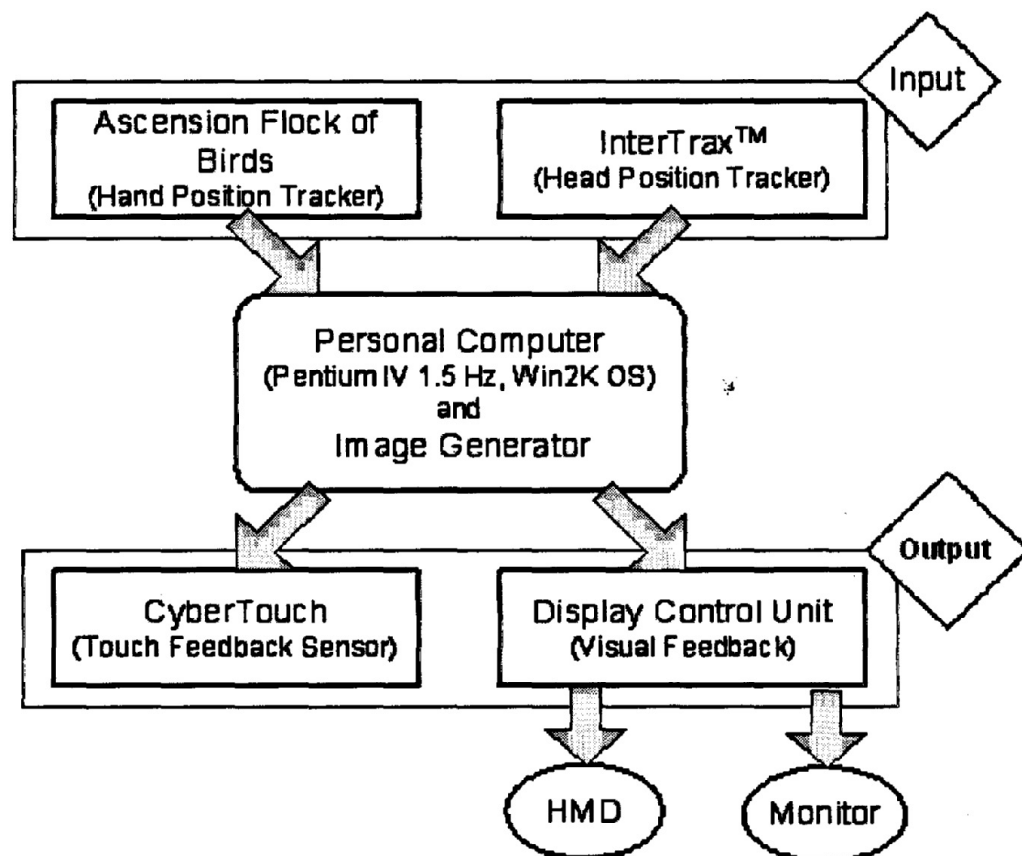 Input
Ascension Flock of
Birds
(Hand Position Tracker)
InterTrax™
(Head Position Tracker)
Personal Computer
(Pentium IV 1.5 Hz, Win2K OS)
and
Image Generator
Output
CyberTouch
(Touch Feedback Sensor)
Display Control Unit
(Visual Feedback)
HMD
Monitor